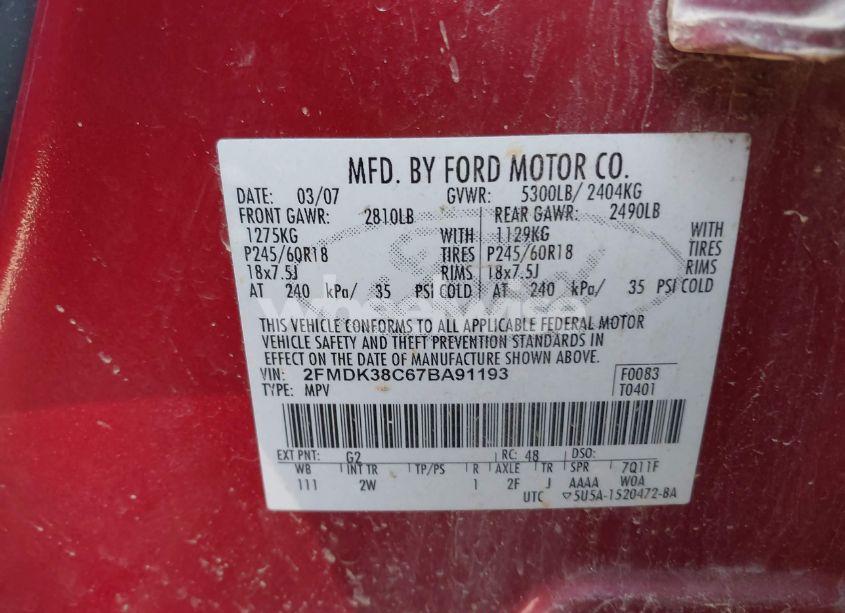 MFD. BY FORD MOTOR CO.
DATE: 03/07 GVWR: 5300LB/ 2404KG
FRONT GAWR: 2810LB REAR GAWR: 2490LB
1275KG WITH 1129KG WITH
P245/60R18 TIRES P245/60R18 TIRES
18x7.5J RIMS 18x7.5J RIMS
AT 240 kPa/ 35 PSI COLD AT 240 kPa/ 35 PSI COLD
wheelwise
THIS VEHICLE CONFORMS TO ALL APPLICABLE FEDERAL MOTOR
VEHICLE SAFETY AND THEFT PREVENTION STANDARDS IN
EFFECT ON THE DATE OF MANUFACTURE SHOWN ABOVE.
VIN: 2FMDK38C67BA91193 F0083
TYPE: MPV T0401
EXT PNT: G2 RC: 48 DSO:
WB INT TR TP/PS R AXLE TR SPR 7Q11F
111 2W 1 2F J AAAA W0A
UTC ▽5U5A-1520472-BA